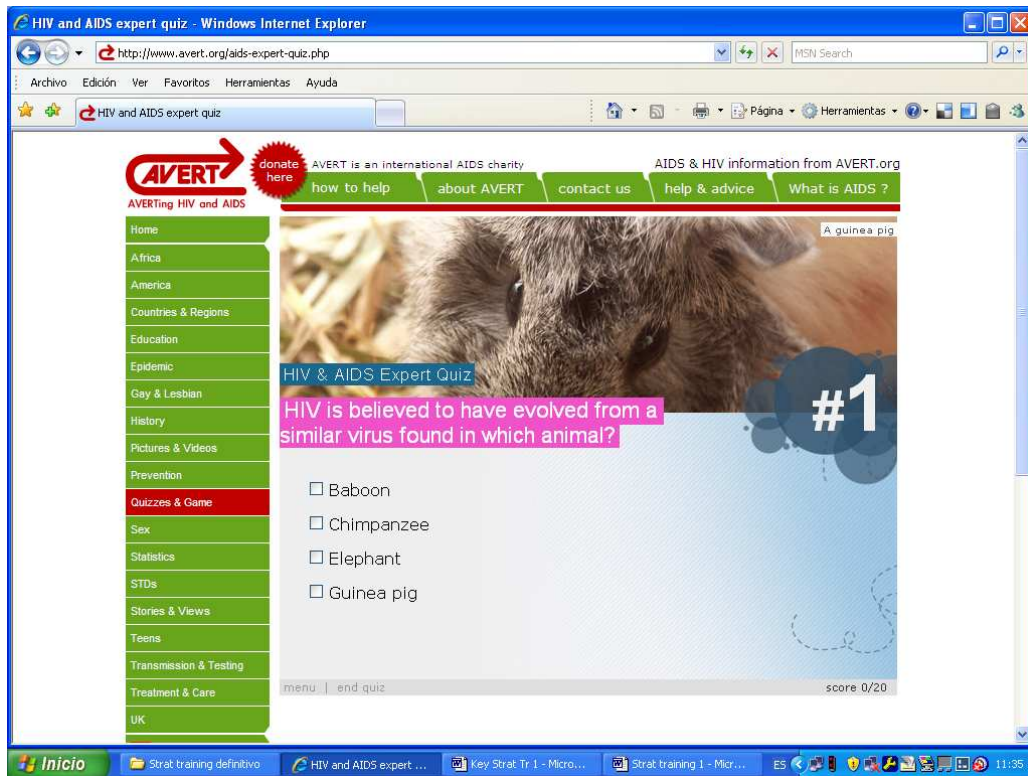 HIV and AIDS expert quiz - Windows Internet Explorer
http://www.avert.org/aids-expert-quiz.php
MSN Search
Archivo Edición Ver Favoritos Herramientas Ayuda
HIV and AIDS expert quiz
Página
Herramientas
AVERT
AVERTing HIV and AIDS
donate here
AVERT is an international AIDS charity
AIDS & HIV information from AVERT.org
how to help
about AVERT
contact us
help & advice
What is AIDS ?
Home
Africa
America
Countries & Regions
Education
Epidemic
Gay & Lesbian
History
Pictures & Videos
Prevention
Quizzes & Game
Sex
Statistics
STDs
Stories & Views
Teens
Transmission & Testing
Treatment & Care
UK
A guinea pig
HIV & AIDS Expert Quiz
#1
HIV is believed to have evolved from a
similar virus found in which animal?
Baboon
Chimpanzee
Elephant
Guinea pig
menu | end quiz
score 0/20
Inicio
Strat training definitivo
HIV and AIDS expert ...
Key Strat Tr 1 - Micro...
Strat training 1 - Micr...
ES
11:35